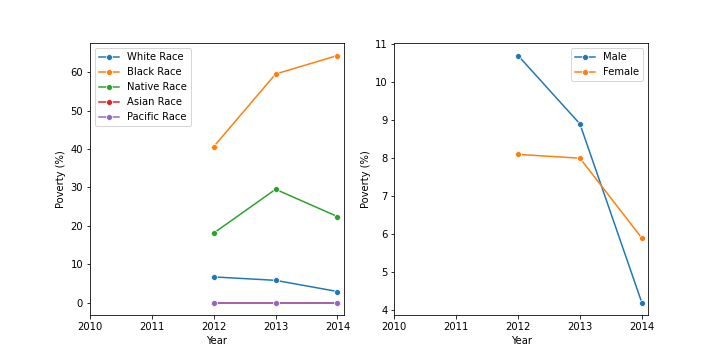 White Race
Black Race
Native Race
Asian Race
Pacific Race
60
50
40
30
20
10
0
Poverty (%)
2010 2011 2012 2013 2014
Year
Male
Female
11
10
9
8
7
6
5
4
Poverty (%)
2010 2011 2012 2013 2014
Year